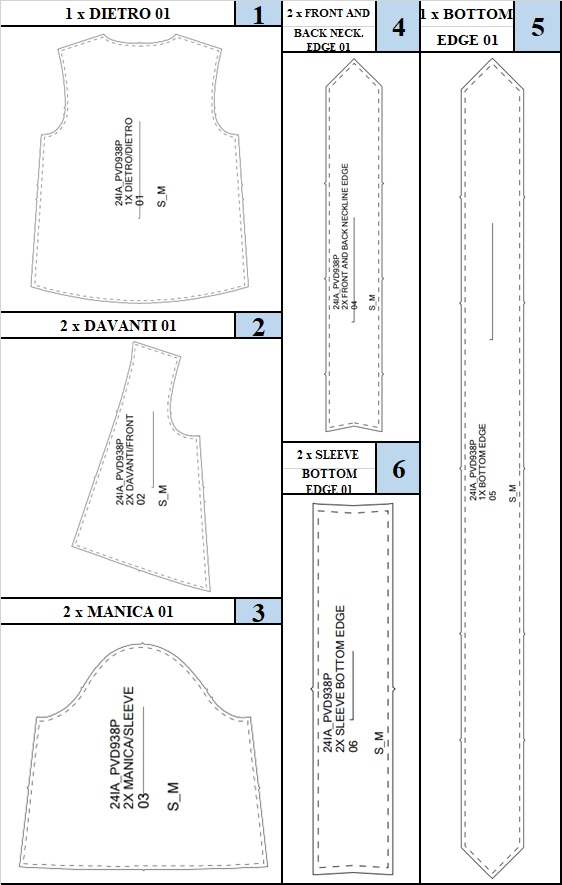 1 x DIETRO 01
1
24IA_PVD938P
1X DIETRO/DIETRO
01
S_M
2 x DAVANTI 01
2
24IA_PVD938P
2X DAVANTI/FRONT
02
S_M
2 x MANICA 01
3
24IA_PVD938P
2X MANICA/SLEEVE
03
S_M
2 x FRONT AND
BACK NECK.
EDGE 01
4
24IA_PVD938P
2X FRONT AND BACK NECKLINE EDGE
04
S_M
2 x SLEEVE
BOTTOM
EDGE 01
6
24IA_PVD938P
2X SLEEVE BOTTOM EDGE
06
S_M
1 x BOTTOM
EDGE 01
5
24IA_PVD938P
1X BOTTOM EDGE
05
S_M